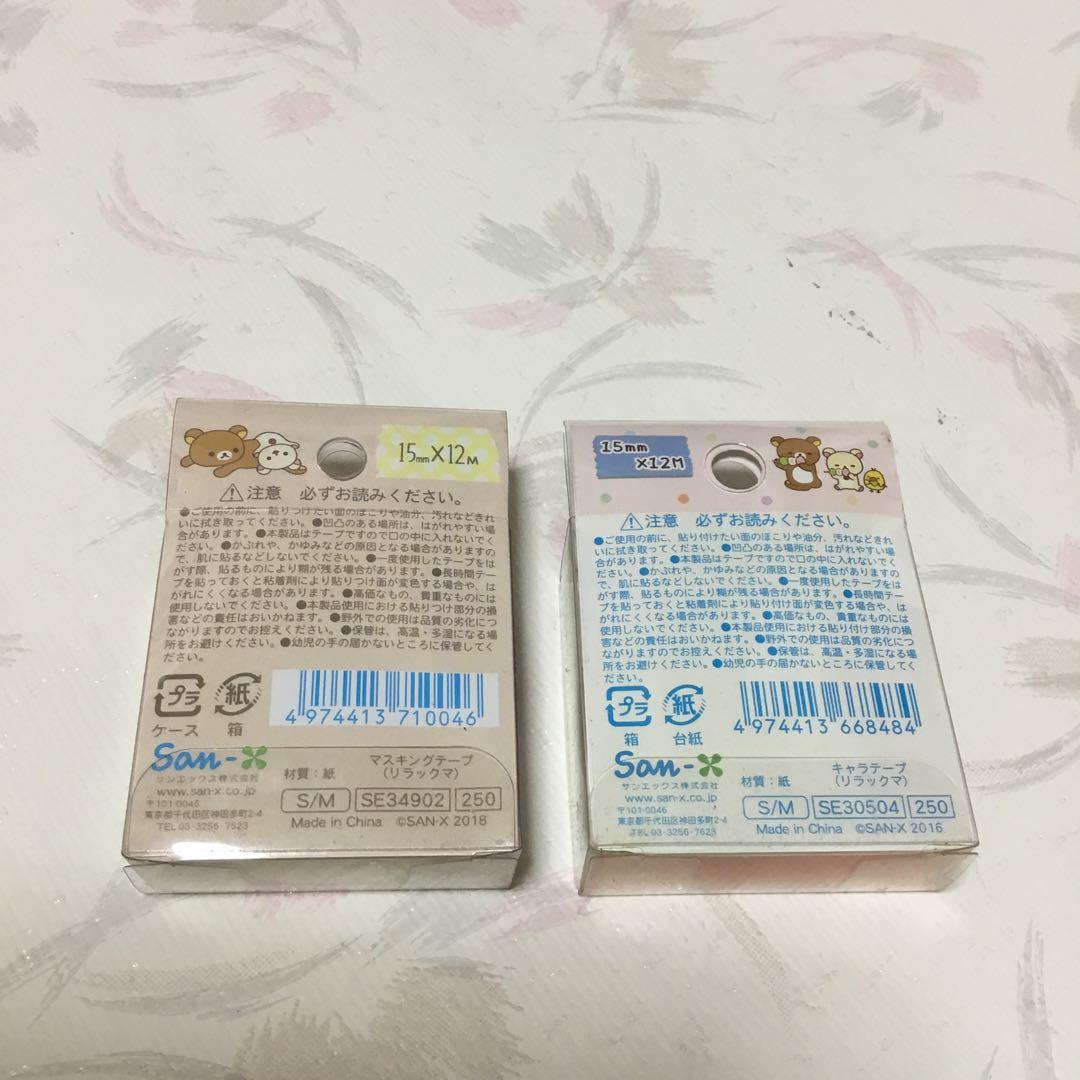 15mm×12M
⚠注意 必ずお読みください。
●ご使用の前に、貼りつけたい面のほこりや油分、汚れなどきれ
いに拭き取ってください。●凹凸のある場所は、はがれやすい場
合があります。●本製品はテープですので口の中に入れないでく
ださい。●かぶれや、かゆみなどの原因となる場合がありますの
で、肌に貼るなどしないでください。●一度使用したテープをは
がす際、貼るものにより糊が残る場合があります。●長時間テー
プを貼っておくと粘着剤により貼りつけ面が変色する場合や、は
がれにくくなる場合があります。●高価なもの、貴重なものには
使用しないでください。●本製品使用における貼りつけ部分の損
害などの責任はおいかねます。●野外での使用は品質の劣化につ
ながりますのでお控えください。●保管は、高温・多湿になる場
所をお避けください。●幼児の手の届かないところに保管してく
ださい。
プラ
ケース
紙
箱
4 974413 710046
San-X
サンエックス株式会社
www.san-x.co.jp
〒101-0046
東京都千代田区神田多町2-4
TEL 03-3256-7623
材質：紙
マスキングテープ
(リラックマ)
S/M SE34902 250
Made in China ©SAN-X 2018
15mm
×12M
⚠注意 必ずお読みください。
●ご使用の前に、貼り付けたい面のほこりや油分、汚れなどきれ
いに拭き取ってください。●凹凸のある場所は、はがれやすい場
合があります。●本製品はテープですので口の中に入れないでくだ
さい。●かぶれや、かゆみなどの原因となる場合がありますの
で、肌に貼るなどしないでください。●一度使用したテープをは
がす際、貼るものにより糊が残る場合があります。●長時間テー
プを貼っておくと粘着剤により貼り付け面が変色する場合や、は
がれにくくなる場合があります。●高価なもの、貴重なものには
使用しないでください。●本製品使用における貼り付け部分の損
害などの責任はおいかねます。●野外での使用は品質の劣化につ
ながりますのでお控えください。●保管は、高温・多湿になる場
所をお避けください。●幼児の手の届かないところに保管してく
ださい。
プラ
箱
紙
台紙
4 974413 668484
San-X
サンエックス株式会社
www.san-x.co.jp
〒101-0046
東京都千代田区神田多町2-4
TEL 03-3256-7623
材質：紙
キャラテープ
(リラックマ)
S/M SE30504 250
Made in China ©SAN-X 2016